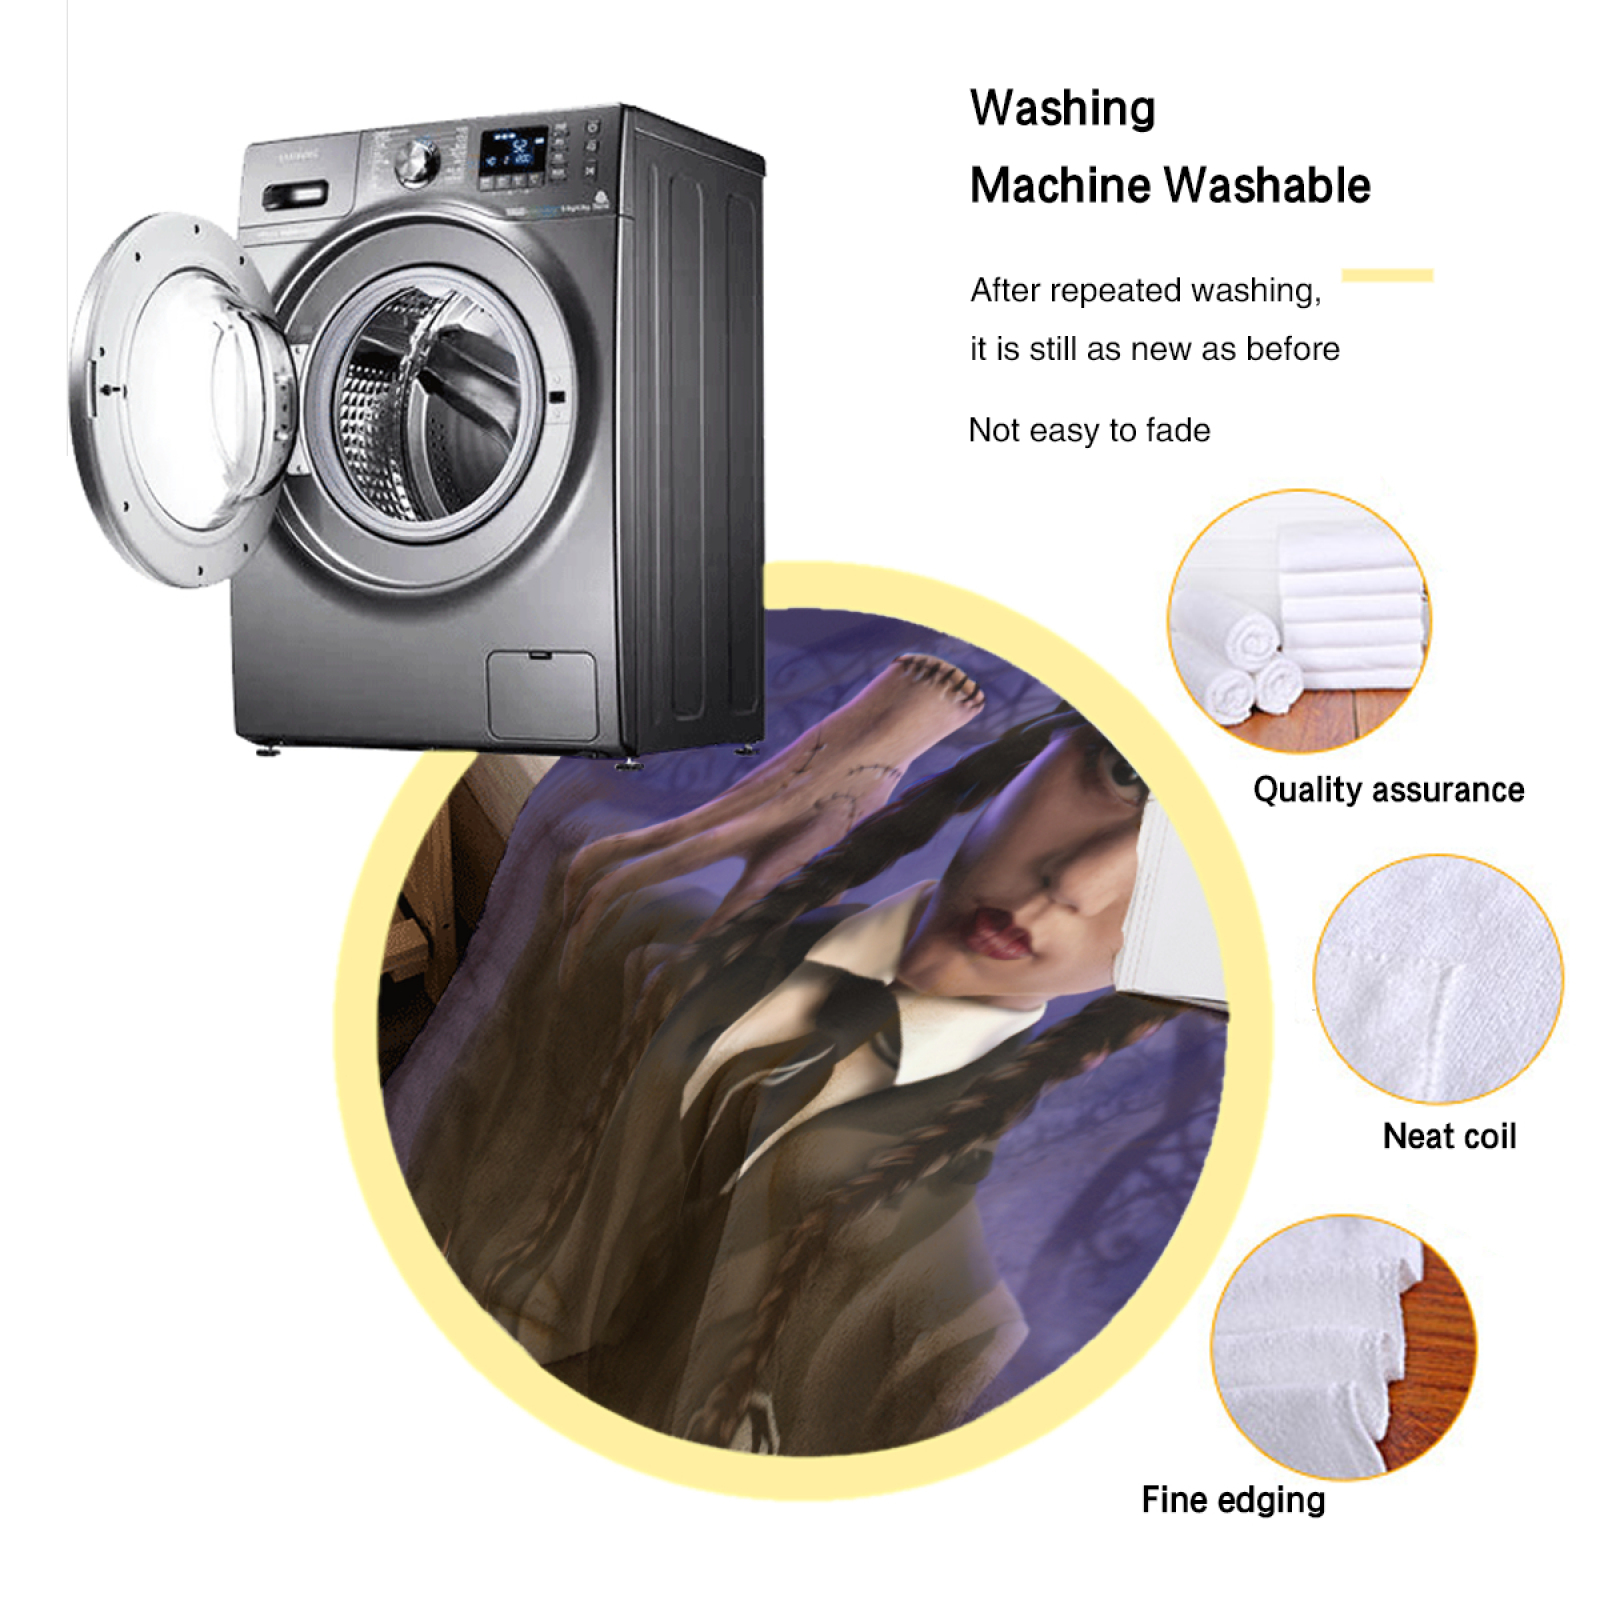 Washing
Machine Washable
After repeated washing,
it is still as new as before
Not easy to fade
Quality assurance
Neat coil
Fine edging